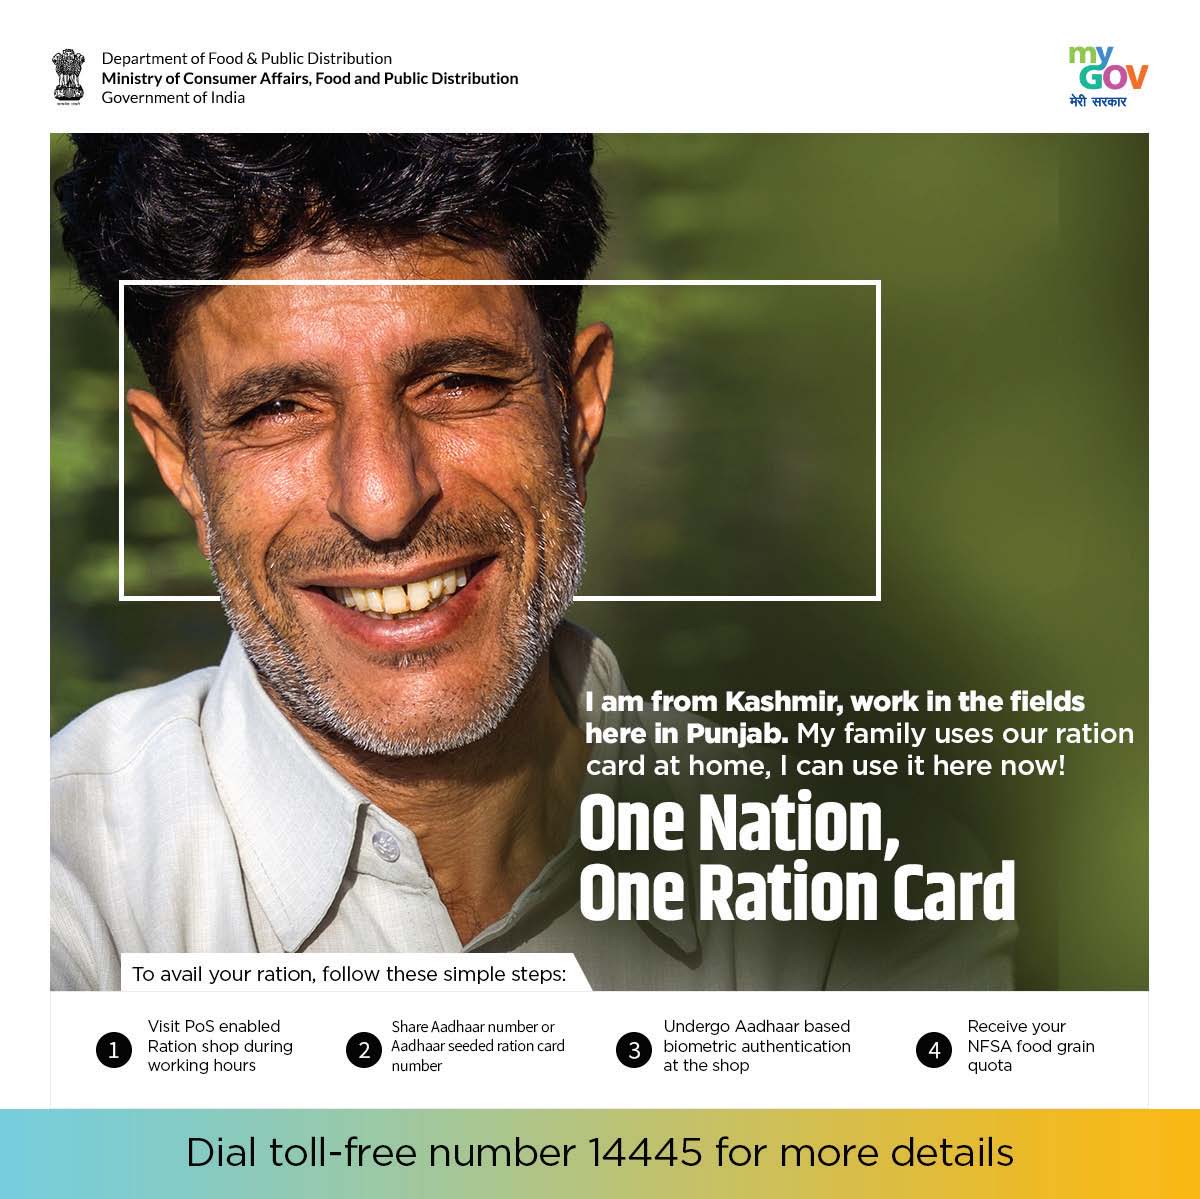 Department of Food & Public Distribution
Ministry of Consumer Affairs, Food and Public Distribution
Government of India
my
GOV
मेरी सरकार
I am from Kashmir, work in the fields
here in Punjab. My family uses our ration
card at home, I can use it here now!
One Nation,
One Ration Card
To avail your ration, follow these simple steps:
1
Visit PoS enabled
Ration shop during
working hours
2
Share Aadhaar number or
Aadhaar seeded ration card
number
3
Undergo Aadhaar based
biometric authentication
at the shop
4
Receive your
NFSA food grain
quota
Dial toll-free number 14445 for more details